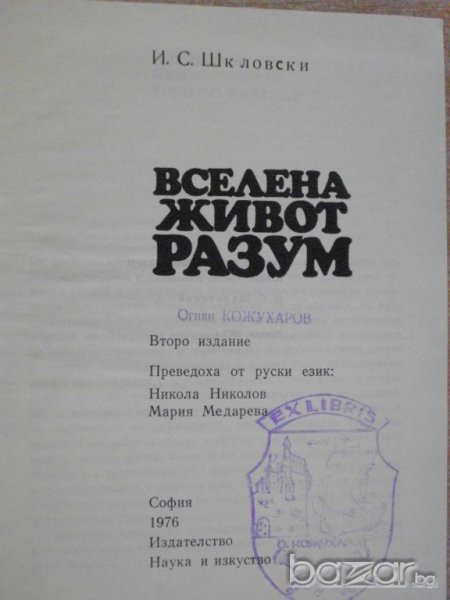 И. С. Шкловски
ВСЕЛЕНА
ЖИВОТ
РАЗУМ
Огнян КОЖУХАРОВ
Второ издание
Преведоха от руски език:
Никола Николов
Мария Медарева
EX LIBRIS
О. КОЖУХАРОВ
София
1976
Издателство
Наука и изкуство
bazar.bg